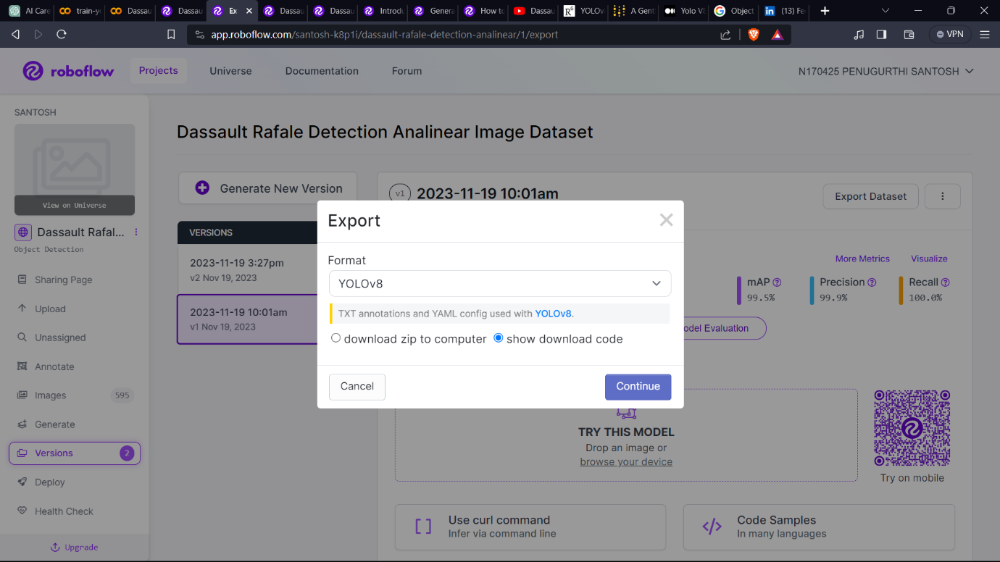 AI Care
train-yo
Dassau
Dassau
Ex
Dassau
Dassau
Introdu
Genera
How to
Dassau
YOLOv
A Gent
Yolo V8
Object
(13) Fe
app.roboflow.com/santosh-k8p1i/dassault-rafale-detection-analinear/1/export
VPN
roboflow
Projects
Universe
Documentation
Forum
N170425 PENUGURTHI SANTOSH
SANTOSH
View on Universe
Dassault Rafal...
Object Detection
Sharing Page
Upload
Unassigned
Annotate
Images 595
Generate
Versions 2
Deploy
Health Check
Upgrade
Dassault Rafale Detection Analinear Image Dataset
Generate New Version
VERSIONS
2023-11-19 3:27pm
v2 Nov 19, 2023
2023-11-19 10:01am
v1 Nov 19, 2023
v1 2023-11-19 10:01am
Export Dataset
More Metrics Visualize
mAP Precision Recall
99.5% 99.9% 100.0%
odel Evaluation
Export
Format
YOLOv8
TXT annotations and YAML config used with YOLOv8.
download zip to computer show download code
Cancel Continue
TRY THIS MODEL
Drop an image or
browse your device
Try on mobile
Use curl command
Infer via command line
Code Samples
In many languages